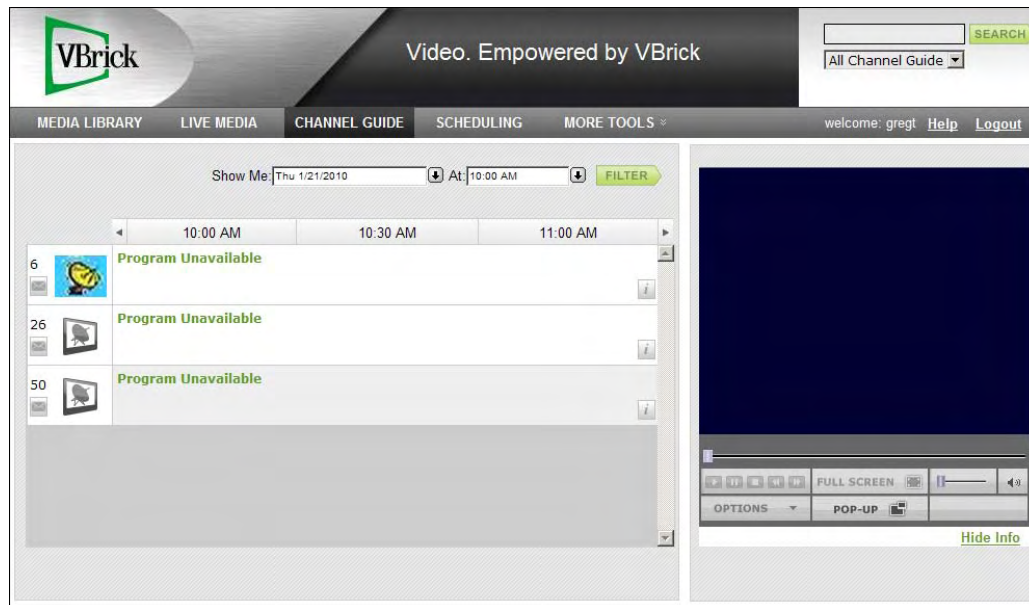 VBrick
Video. Empowered by VBrick
SEARCH
All Channel Guide
MEDIA LIBRARY LIVE MEDIA CHANNEL GUIDE SCHEDULING MORE TOOLS
welcome: gregt Help Logout
Show Me: Thu 1/21/2010 At: 10:00 AM FILTER
10:00 AM 10:30 AM 11:00 AM
6 Program Unavailable
i
26 Program Unavailable
i
50 Program Unavailable
i
FULL SCREEN
OPTIONS POP-UP
Hide Info